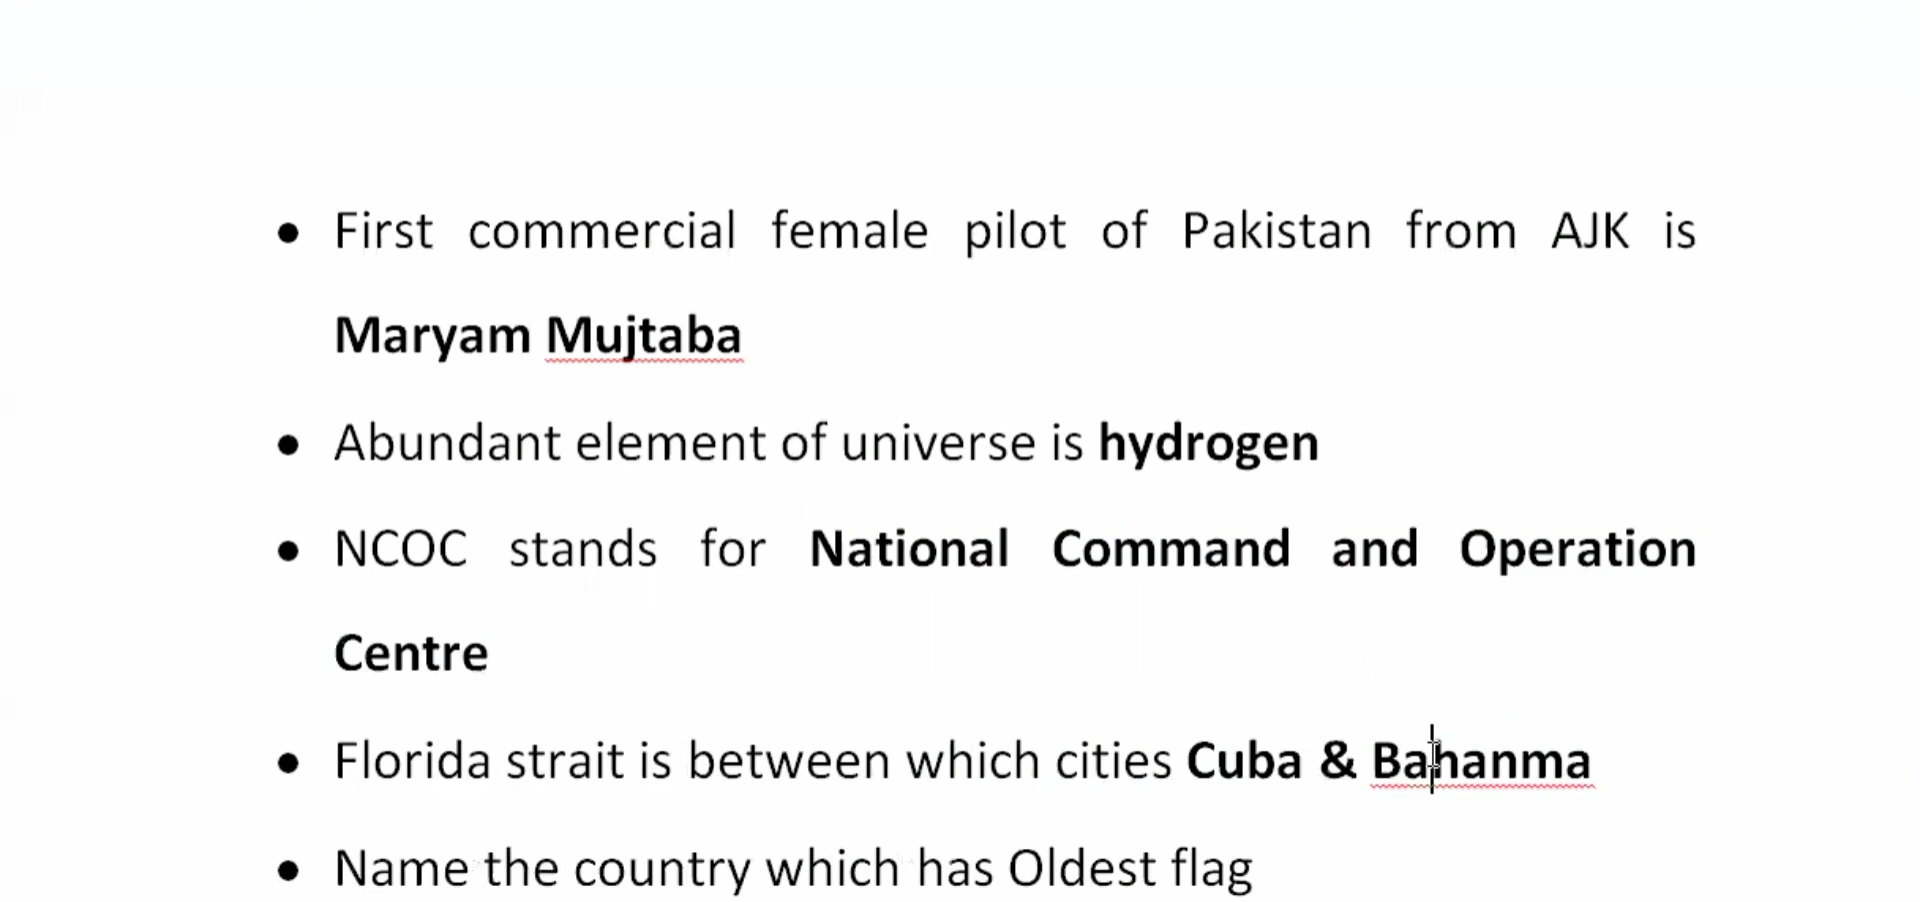 • First commercial female pilot of Pakistan from AJK is
Maryam Mujtaba
• Abundant element of universe is hydrogen
• NCOC stands for National Command and Operation
Centre
• Florida strait is between which cities Cuba & Bahanma
• Name the country which has Oldest flag